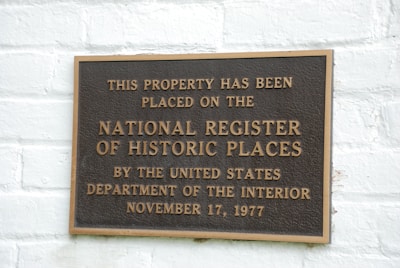 THIS PROPERTY HAS BEEN
PLACED ON THE
NATIONAL REGISTER
OF HISTORIC PLACES
BY THE UNITED STATES
DEPARTMENT OF THE INTERIOR
NOVEMBER 17, 1977